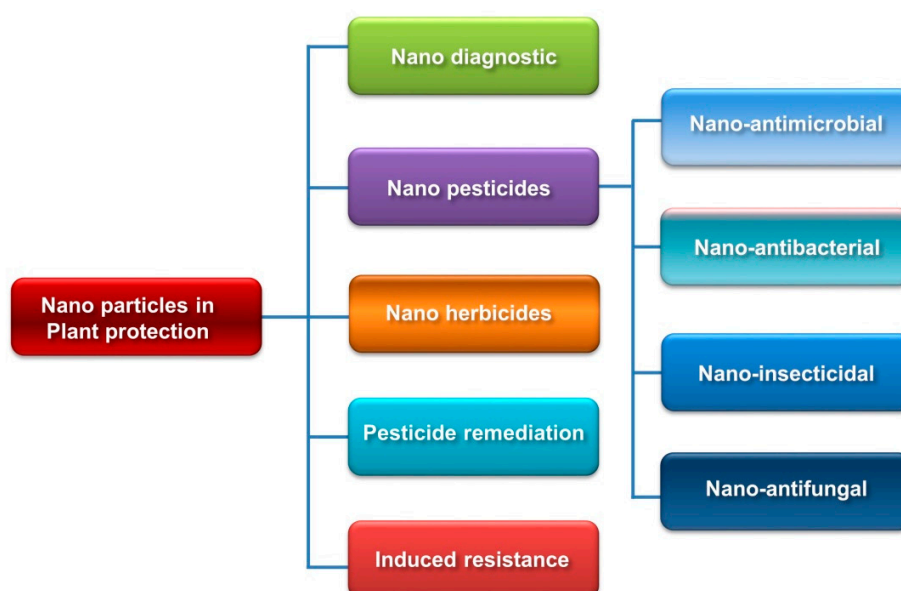 Nano particles in
Plant protection
Nano diagnostic
Nano pesticides
Nano herbicides
Pesticide remediation
Induced resistance
Nano-antimicrobial
Nano-antibacterial
Nano-insecticidal
Nano-antifungal